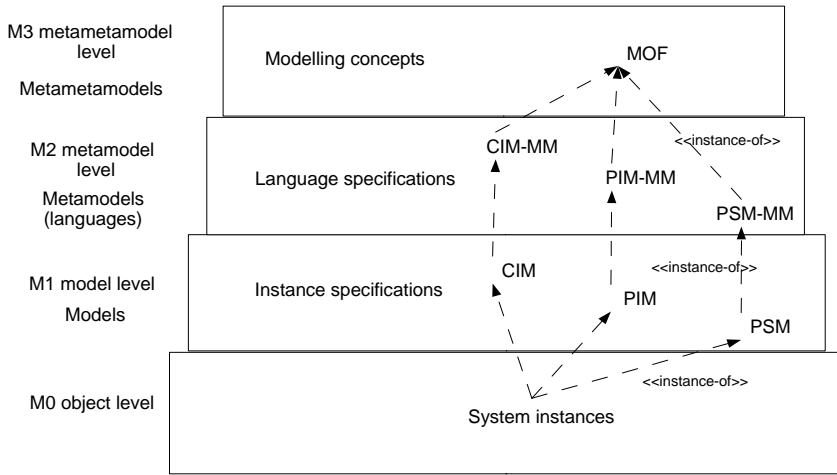 M3 metametamodel
level
Metametamodels
Modelling concepts
MOF
M2 metamodel
level
Metamodels
(languages)
Language specifications
CIM-MM
PIM-MM
<<instance-of>>
PSM-MM
M1 model level
Models
Instance specifications
CIM
PIM
<<instance-of>>
PSM
M0 object level
<<instance-of>>
System instances